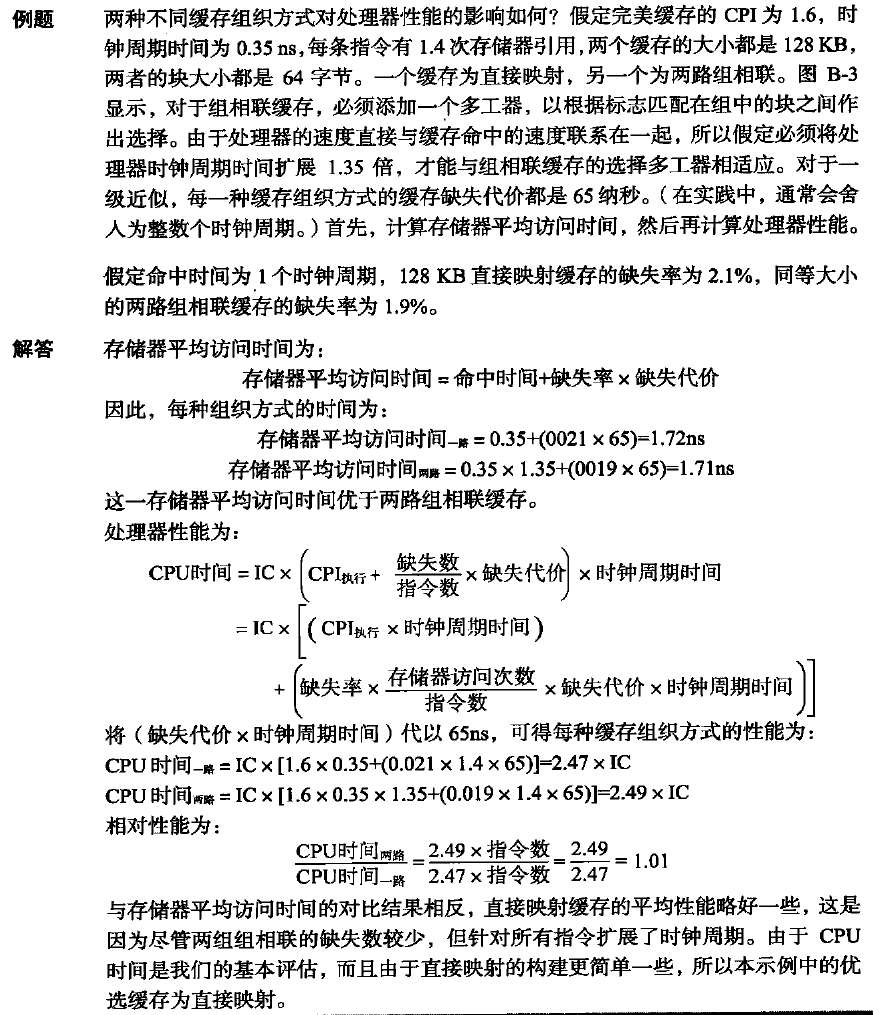 例题 两种不同缓存组织方式对处理器性能的影响如何？假定完美缓存的 CPI 为 1.6，时
钟周期时间为 0.35 ns，每条指令有 1.4 次存储器引用，两个缓存的大小都是 128 KB，
两者的块大小都是 64 字节。一个缓存为直接映射，另一个为两路组相联。图 B-3
显示，对于组相联缓存，必须添加一个多工器，以根据标志匹配在组中的块之间作
出选择。由于处理器的速度直接与缓存命中的速度联系在一起，所以假定必须将处
理器时钟周期时间扩展 1.35 倍，才能与组相联缓存的选择多工器相适应。对于一
级近似，每一种缓存组织方式的缓存缺失代价都是 65 纳秒。（在实践中，通常会舍
人为整数个时钟周期。）首先，计算存储器平均访问时间，然后再计算处理器性能。
假定命中时间为 1 个时钟周期，128 KB 直接映射缓存的缺失率为 2.1%，同等大小
的两路组相联缓存的缺失率为 1.9%。
解答 存储器平均访问时间为：
存储器平均访问时间 = 命中时间+缺失率 × 缺失代价
因此，每种组织方式的时间为：
存储器平均访问时间一路 = 0.35+(0021 × 65)=1.72ns
存储器平均访问时间两路 = 0.35 × 1.35+(0019 × 65)=1.71ns
这一存储器平均访问时间优于两路组相联缓存。
处理器性能为：
CPU时间 = IC × (CPI执行 + 缺失数/指令数 × 缺失代价) × 时钟周期时间
= IC × [( CPI执行 × 时钟周期时间 )
+ (缺失率 × 存储器访问次数/指令数 × 缺失代价 × 时钟周期时间)]
将（缺失代价 × 时钟周期时间）代以 65ns，可得每种缓存组织方式的性能为：
CPU 时间一路 = IC × [1.6 × 0.35+(0.021 × 1.4 × 65)]=2.47 × IC
CPU 时间两路 = IC × [1.6 × 0.35 × 1.35+(0.019 × 1.4 × 65)]=2.49 × IC
相对性能为：
CPU时间两路/CPU时间一路 = 2.49 × 指令数/2.47 × 指令数 = 2.49/2.47 = 1.01
与存储器平均访问时间的对比结果相反，直接映射缓存的平均性能略好一些，这是
因为尽管两组组相联的缺失数较少，但针对所有指令扩展了时钟周期。由于 CPU
时间是我们的基本评估，而且由于直接映射的构建更简单一些，所以本示例中的优
选缓存为直接映射。